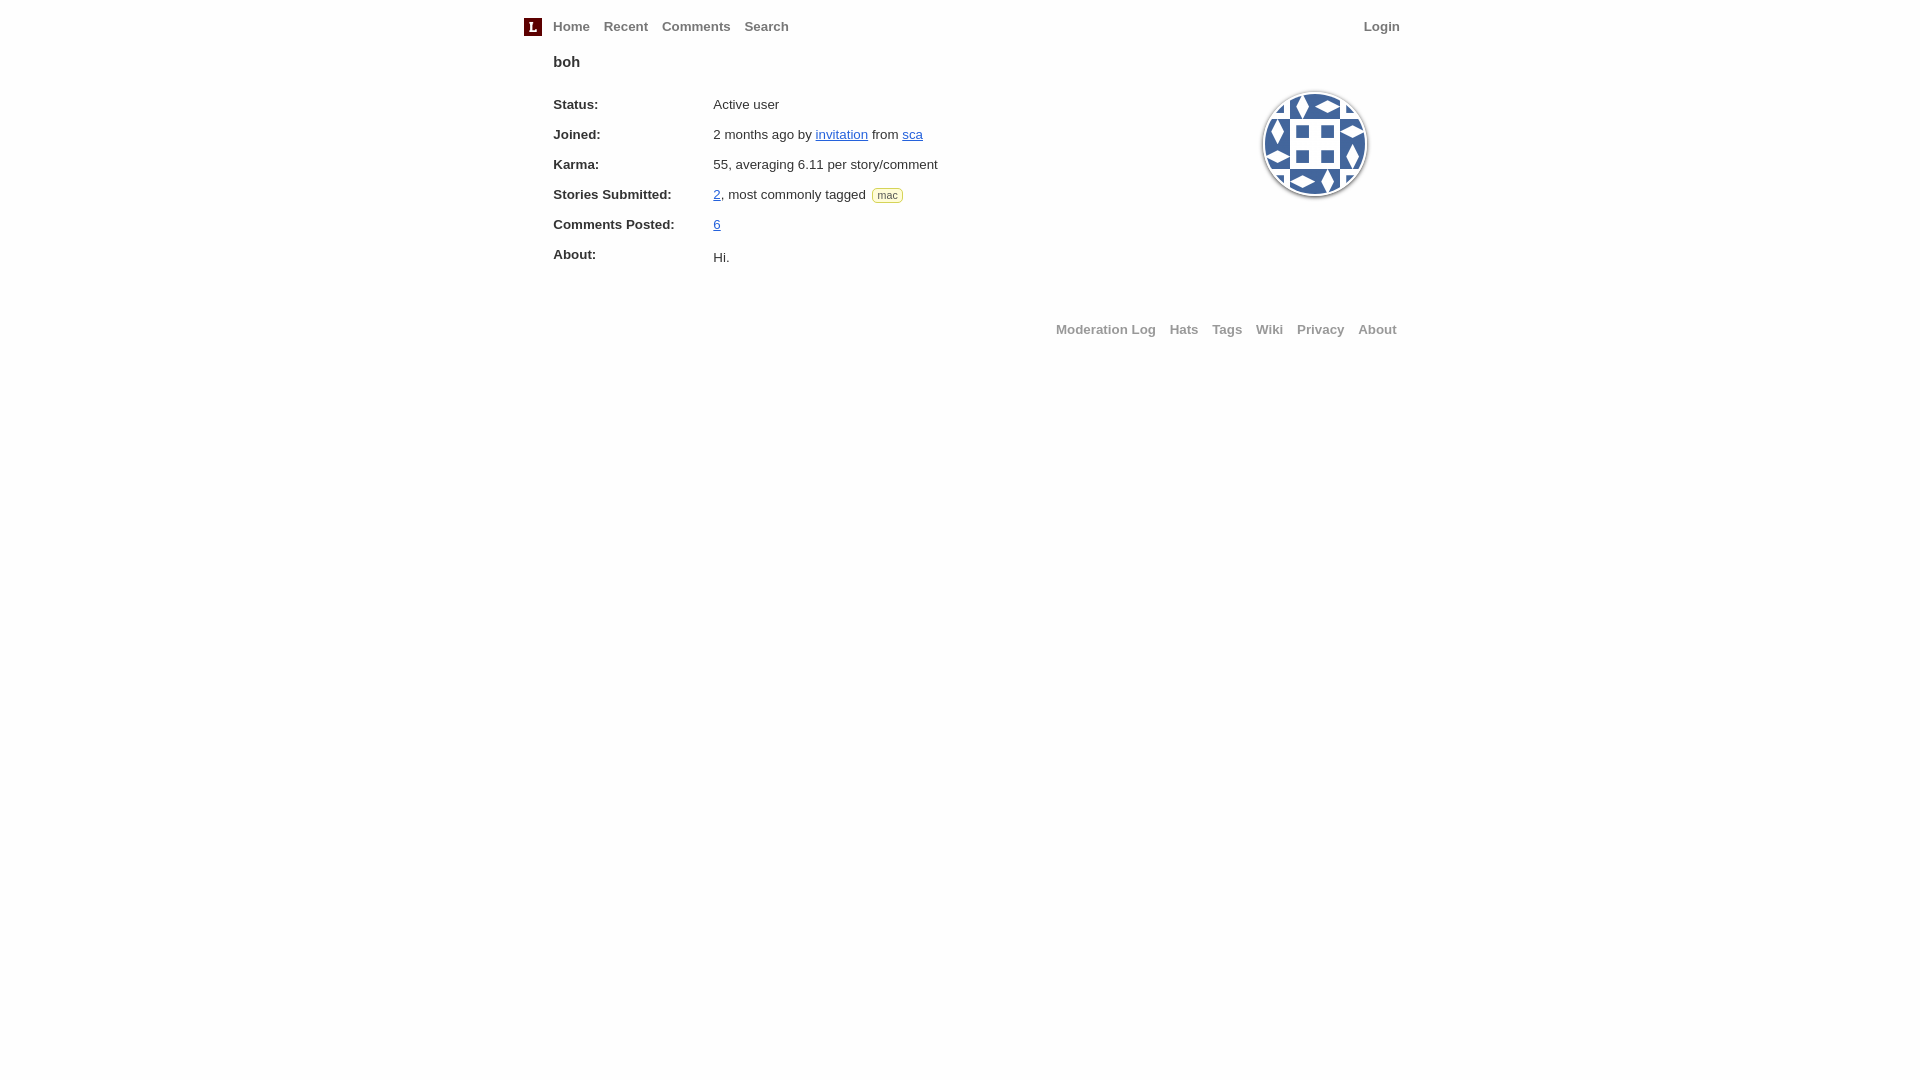 L Home Recent Comments Search Login
boh
Status: Active user
Joined: 2 months ago by invitation from sca
Karma: 55, averaging 6.11 per story/comment
Stories Submitted: 2, most commonly tagged mac
Comments Posted: 6
About: Hi.
Moderation Log Hats Tags Wiki Privacy About